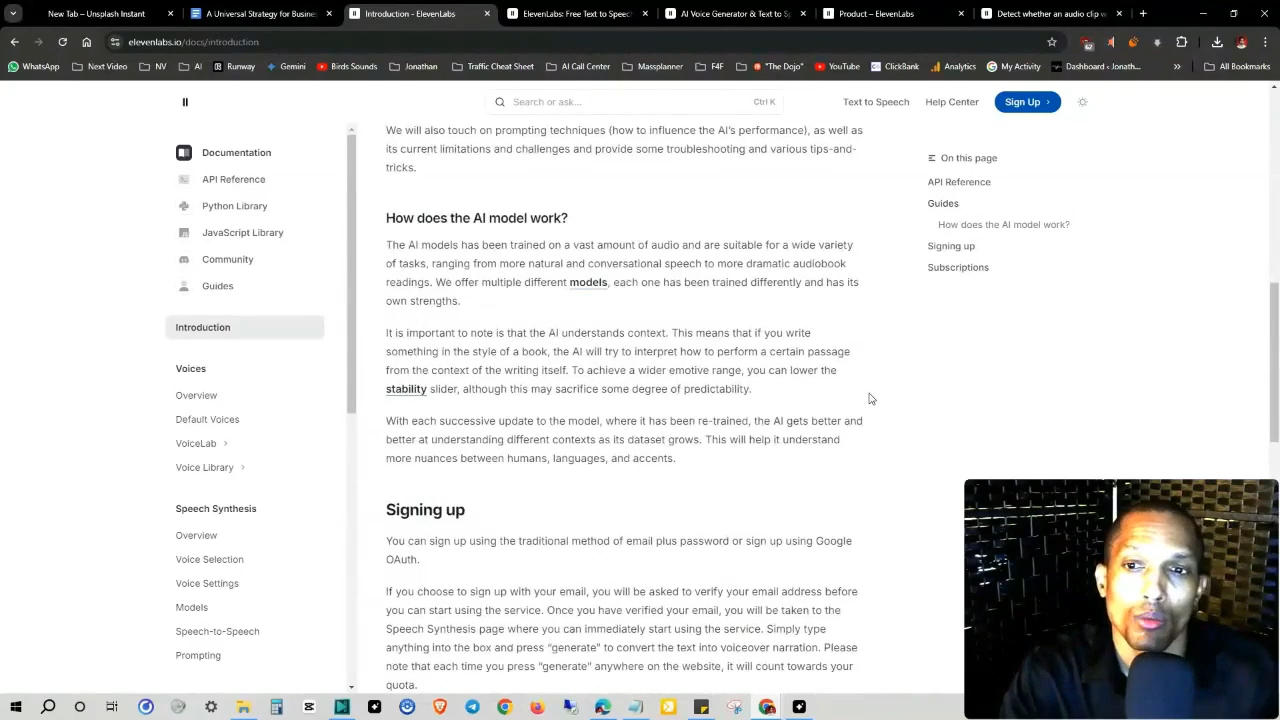 New Tab – Unsplash Instant
A Universal Strategy for Busine
Introduction - ElevenLabs
ElevenLabs: Free Text to Speec
AI Voice Generator & Text to S
Product – ElevenLabs
Detect whether an audio clip w
elevenlabs.io/docs/introduction
WhatsApp
Next Video
NV
AI
Runway
Gemini
Birds Sounds
Jonathan
Traffic Cheat Sheet
AI Call Center
Massplanner
F4F
"The Dojo"
YouTube
ClickBank
Analytics
My Activity
Dashboard ‹ Jonath...
»
All Bookmarks
Search or ask...
Ctrl K
Text to Speech
Help Center
Sign Up ›
Documentation
API Reference
Python Library
JavaScript Library
Community
Guides
Introduction
Voices
Overview
Default Voices
VoiceLab ›
Voice Library ›
Speech Synthesis
Overview
Voice Selection
Voice Settings
Models
Speech-to-Speech
Prompting
We will also touch on prompting techniques (how to influence the AI's performance), as well as
its current limitations and challenges and provide some troubleshooting and various tips-and-
tricks.
How does the AI model work?
The AI models has been trained on a vast amount of audio and are suitable for a wide variety
of tasks, ranging from more natural and conversational speech to more dramatic audiobook
readings. We offer multiple different models, each one has been trained differently and has its
own strengths.
It is important to note is that the AI understands context. This means that if you write
something in the style of a book, the AI will try to interpret how to perform a certain passage
from the context of the writing itself. To achieve a wider emotive range, you can lower the
stability slider, although this may sacrifice some degree of predictability.
With each successive update to the model, where it has been re-trained, the AI gets better and
better at understanding different contexts as its dataset grows. This will help it understand
more nuances between humans, languages, and accents.
Signing up
You can sign up using the traditional method of email plus password or sign up using Google
OAuth.
If you choose to sign up with your email, you will be asked to verify your email address before
you can start using the service. Once you have verified your email, you will be taken to the
Speech Synthesis page where you can immediately start using the service. Simply type
anything into the box and press “generate” to convert the text into voiceover narration. Please
note that each time you press “generate” anywhere on the website, it will count towards your
quota.
On this page
API Reference
Guides
How does the AI model work?
Signing up
Subscriptions